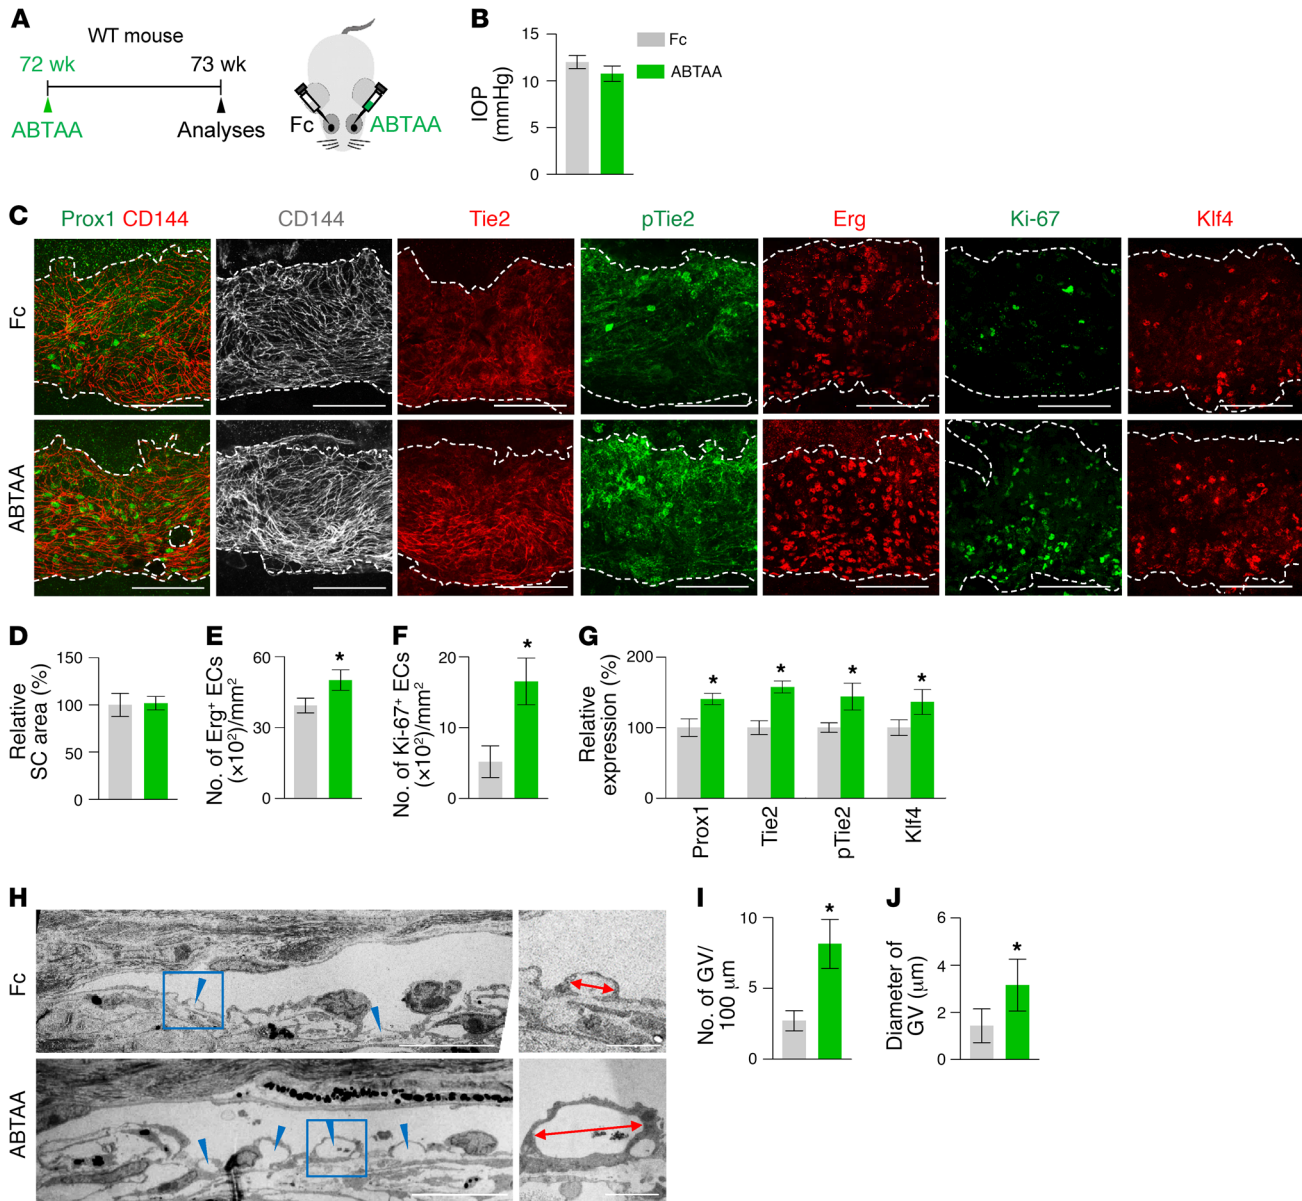 A
WT mouse
72 wk
73 wk
ABTAA
Analyses
Fc
ABTAA
B
IOP
(mmHg)
15
10
5
0
Fc
ABTAA
C
Prox1 CD144
CD144
Tie2
pTie2
Erg
Ki-67
Klf4
Fc
ABTAA
D
Relative
SC area (%)
150
100
50
0
E
No. of Erg+ ECs
(×10²)/mm²
60
30
0
*
F
No. of Ki-67+ ECs
(×10²)/mm²
20
10
0
*
G
Relative
expression (%)
200
100
0
*
*
*
*
Prox1
Tie2
pTie2
Klf4
H
Fc
ABTAA
I
No. of GV/
100 μm
10
5
0
*
J
Diameter of
GV (μm)
6
4
2
0
*